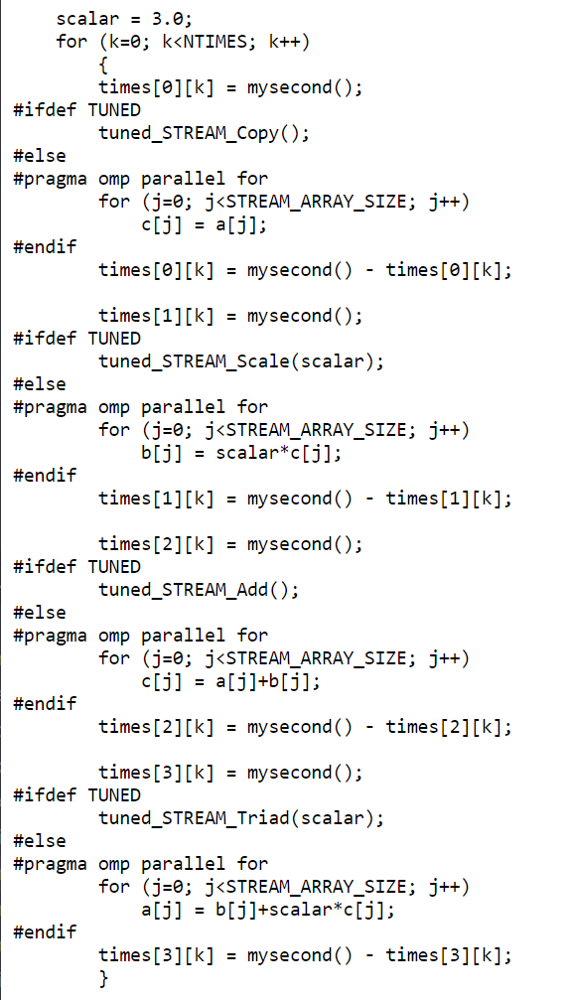 scalar = 3.0;
    for (k=0; k<NTIMES; k++)
        {
        times[0][k] = mysecond();
#ifdef TUNED
        tuned_STREAM_Copy();
#else
#pragma omp parallel for
        for (j=0; j<STREAM_ARRAY_SIZE; j++)
            c[j] = a[j];
#endif
        times[0][k] = mysecond() - times[0][k];

        times[1][k] = mysecond();
#ifdef TUNED
        tuned_STREAM_Scale(scalar);
#else
#pragma omp parallel for
        for (j=0; j<STREAM_ARRAY_SIZE; j++)
            b[j] = scalar*c[j];
#endif
        times[1][k] = mysecond() - times[1][k];

        times[2][k] = mysecond();
#ifdef TUNED
        tuned_STREAM_Add();
#else
#pragma omp parallel for
        for (j=0; j<STREAM_ARRAY_SIZE; j++)
            c[j] = a[j]+b[j];
#endif
        times[2][k] = mysecond() - times[2][k];

        times[3][k] = mysecond();
#ifdef TUNED
        tuned_STREAM_Triad(scalar);
#else
#pragma omp parallel for
        for (j=0; j<STREAM_ARRAY_SIZE; j++)
            a[j] = b[j]+scalar*c[j];
#endif
        times[3][k] = mysecond() - times[3][k];
        }